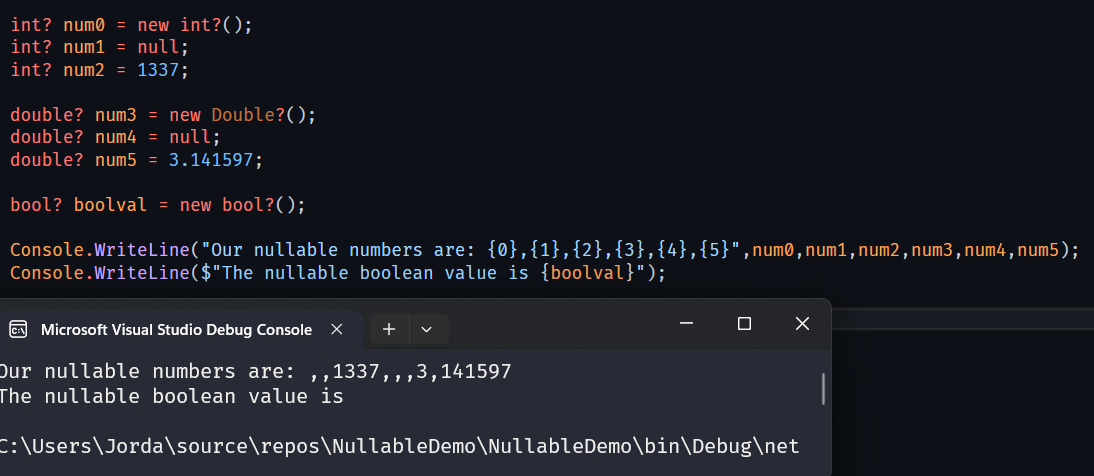 int? num0 = new int?();
int? num1 = null;
int? num2 = 1337;
double? num3 = new Double?();
double? num4 = null;
double? num5 = 3.141597;
bool? boolval = new bool?();
Console.WriteLine("Our nullable numbers are: {0},{1},{2},{3},{4},{5}",num0,num1,num2,num3,num4,num5);
Console.WriteLine($"The nullable boolean value is {boolval}");
Microsoft Visual Studio Debug Console
Our nullable numbers are: ,,1337,,,3,141597
The nullable boolean value is
C:\Users\Jorda\source\repos\NullableDemo\NullableDemo\bin\Debug\net